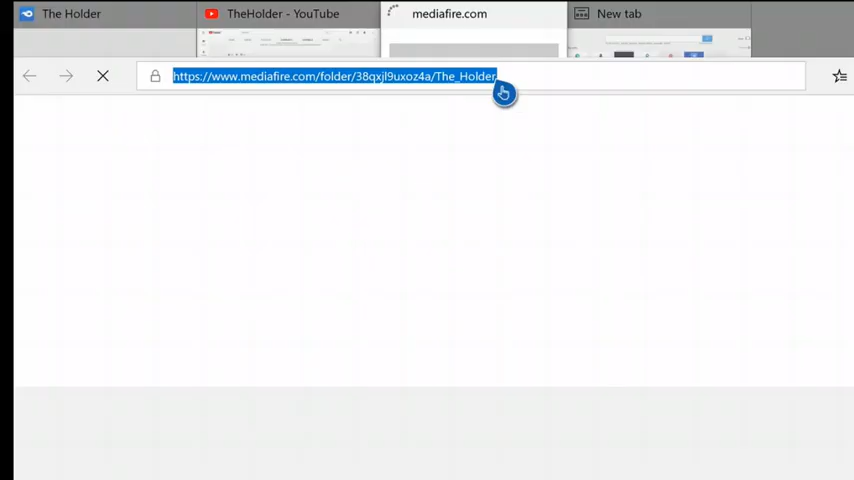 The Holder
TheHolder - YouTube
mediafire.com
New tab
https://www.mediafire.com/folder/38qxjl9uxoz4a/The_Holder